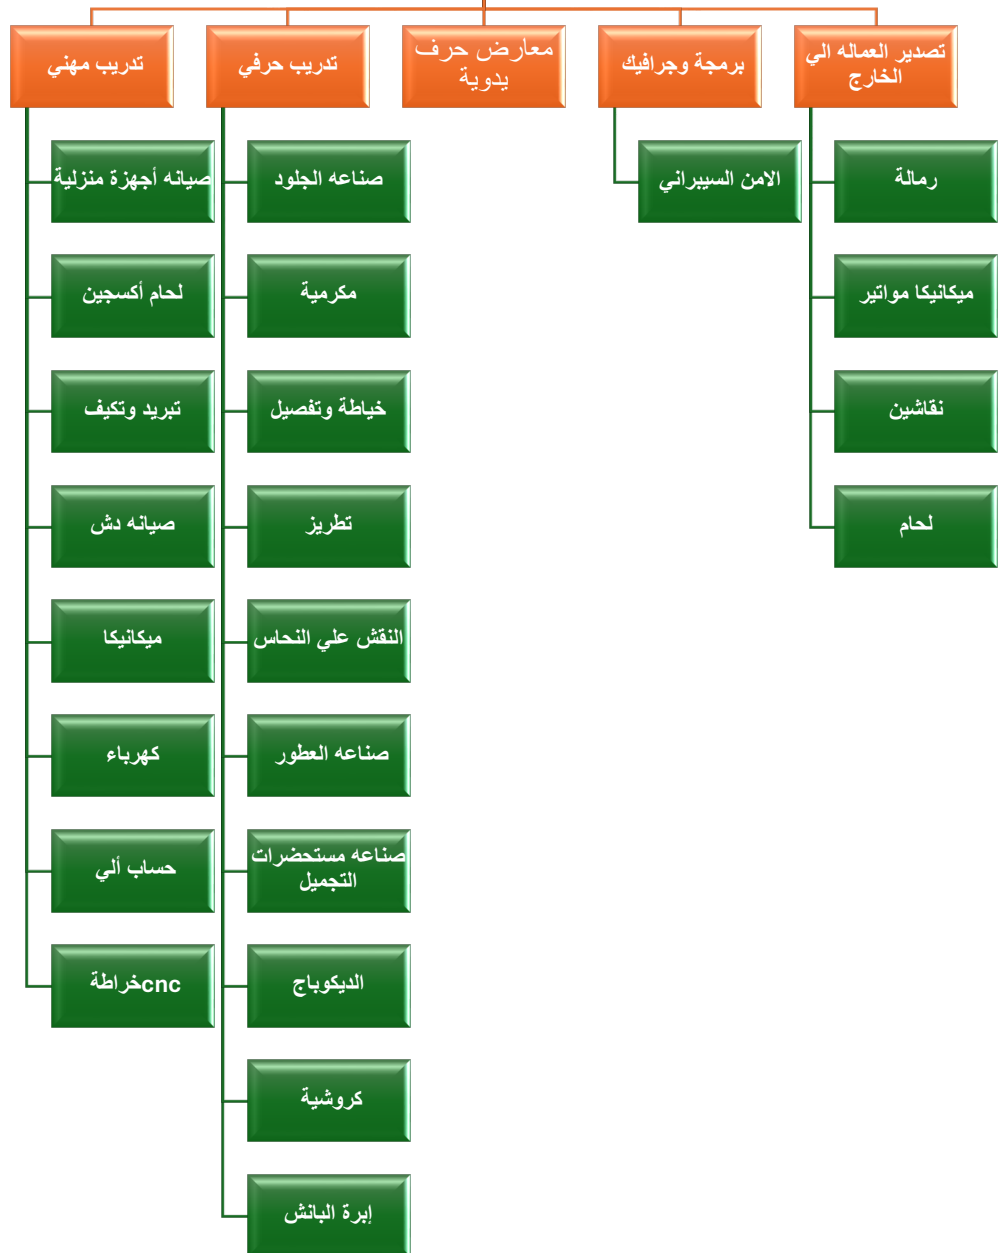 تصدير العماله الي
الخارج
برمجة وجرافيك
معارض حرف
يدوية
تدريب حرفي
تدريب مهني
رمالة
ميكانيكا مواتير
نقاشين
لحام
الامن السيبراني
صناعه الجلود
مكرمية
خياطة وتفصيل
تطريز
النقش علي النحاس
صناعه العطور
صناعه مستحضرات
التجميل
الديكوباج
كروشية
إبرة البانش
صيانه أجهزة منزلية
لحام أكسجين
تبريد وتكيف
صيانه دش
ميكانيكا
كهرباء
حساب ألي
cncخراطة